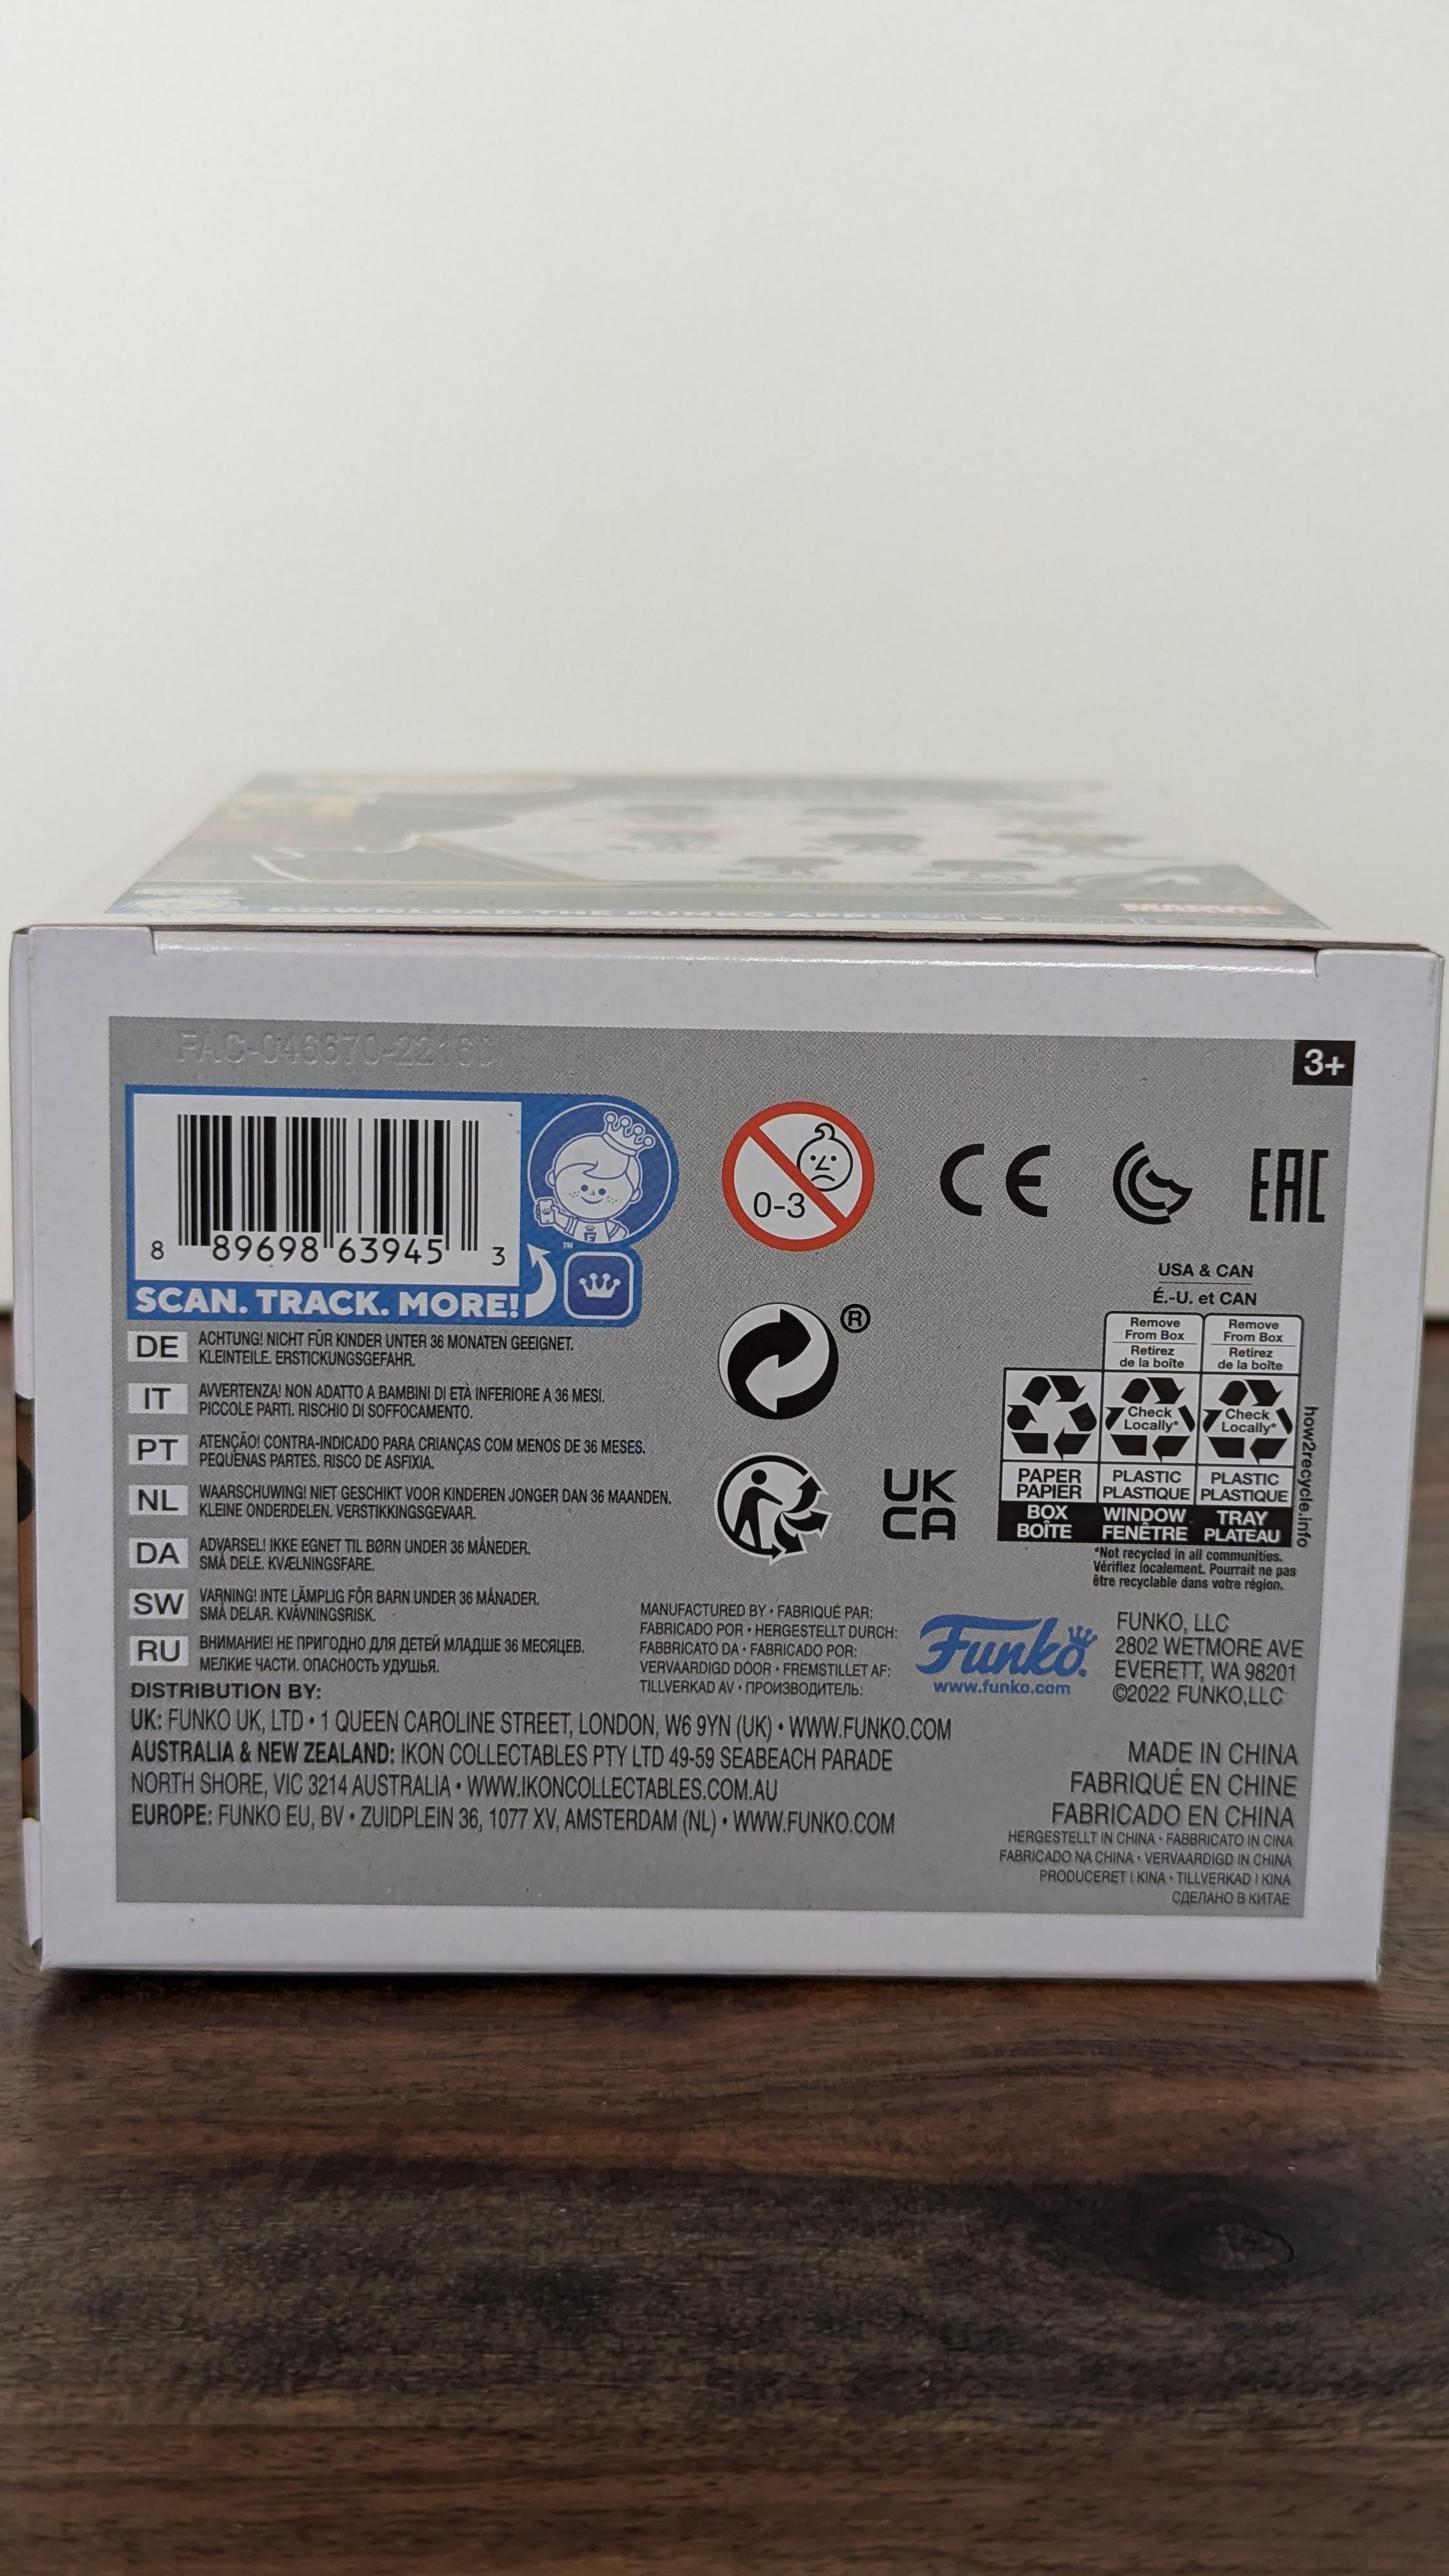 DOWNLOAD THE FUNKO APP!
MARVEL
3+
8 89698 63945 3
TM
SCAN. TRACK. MORE!
0-3
CE
EAC
®
UK
CA
USA & CAN
É.-U. et CAN
Remove
From Box
Retirez
de la boîte
Remove
From Box
Retirez
de la boîte
Check
Locally*
Check
Locally*
PAPER
PAPIER
PLASTIC
PLASTIQUE
PLASTIC
PLASTIQUE
BOX
BOÎTE
WINDOW
FENÊTRE
TRAY
PLATEAU
how2recycle.info
*Not recycled in all communities.
Vérifiez localement. Pourrait ne pas
être recyclable dans votre région.
DE ACHTUNG! NICHT FÜR KINDER UNTER 36 MONATEN GEEIGNET.
KLEINTEILE. ERSTICKUNGSGEFAHR.
IT AVVERTENZA! NON ADATTO A BAMBINI DI ETÀ INFERIORE A 36 MESI.
PICCOLE PARTI. RISCHIO DI SOFFOCAMENTO.
PT ATENÇÃO! CONTRA-INDICADO PARA CRIANÇAS COM MENOS DE 36 MESES.
PEQUENAS PARTES. RISCO DE ASFIXIA.
NL WAARSCHUWING! NIET GESCHIKT VOOR KINDEREN JONGER DAN 36 MAANDEN.
KLEINE ONDERDELEN. VERSTIKKINGSGEVAAR.
DA ADVARSEL! IKKE EGNET TIL BØRN UNDER 36 MÅNEDER.
SMÅ DELE. KVÆLNINGSFARE.
SW VARNING! INTE LÄMPLIG FÖR BARN UNDER 36 MÅNADER.
SMÅ DELAR. KVÄVNINGSRISK.
RU ВНИМАНИЕ! НЕ ПРИГОДНО ДЛЯ ДЕТЕЙ МЛАДШЕ 36 МЕСЯЦЕВ.
МЕЛКИЕ ЧАСТИ. ОПАСНОСТЬ УДУШЬЯ.
MANUFACTURED BY • FABRIQUÉ PAR:
FABRICADO POR • HERGESTELLT DURCH:
FABBRICATO DA • FABRICADO POR:
VERVAARDIGD DOOR • FREMSTILLET AF:
TILLVERKAD AV • ПРОИЗВОДИТЕЛЬ:
Funko.
www.funko.com
FUNKO, LLC
2802 WETMORE AVE
EVERETT, WA 98201
©2022 FUNKO,LLC
DISTRIBUTION BY:
UK: FUNKO UK, LTD • 1 QUEEN CAROLINE STREET, LONDON, W6 9YN (UK) • WWW.FUNKO.COM
AUSTRALIA & NEW ZEALAND: IKON COLLECTABLES PTY LTD 49-59 SEABEACH PARADE
NORTH SHORE, VIC 3214 AUSTRALIA • WWW.IKONCOLLECTABLES.COM.AU
EUROPE: FUNKO EU, BV • ZUIDPLEIN 36, 1077 XV, AMSTERDAM (NL) • WWW.FUNKO.COM
MADE IN CHINA
FABRIQUÉ EN CHINE
FABRICADO EN CHINA
HERGESTELLT IN CHINA • FABBRICATO IN CINA
FABRICADO NA CHINA • VERVAARDIGD IN CHINA
PRODUCERET I KINA • TILLVERKAD I KINA
СДЕЛАНО В КИТАЕ